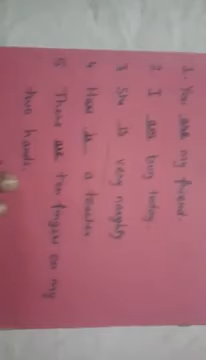 1. You are my friend.
2 I am busy today
3 She is very naughty
4 He is a teacher
5 There are ten fingers on my
two hands.